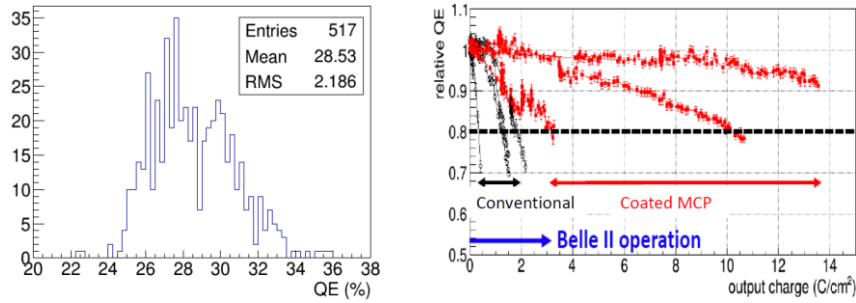 35
30
25
20
15
10
5
0
Entries 517
Mean 28.53
RMS 2.186
20 22 24 26 28 30 32 34 36 38
QE (%)
relative QE
1.1
1
0.9
0.8
0.7
0.6
0.5
Conventional
Coated MCP
Belle II operation
0 2 4 6 8 10 12 14
output charge (C/cm²)